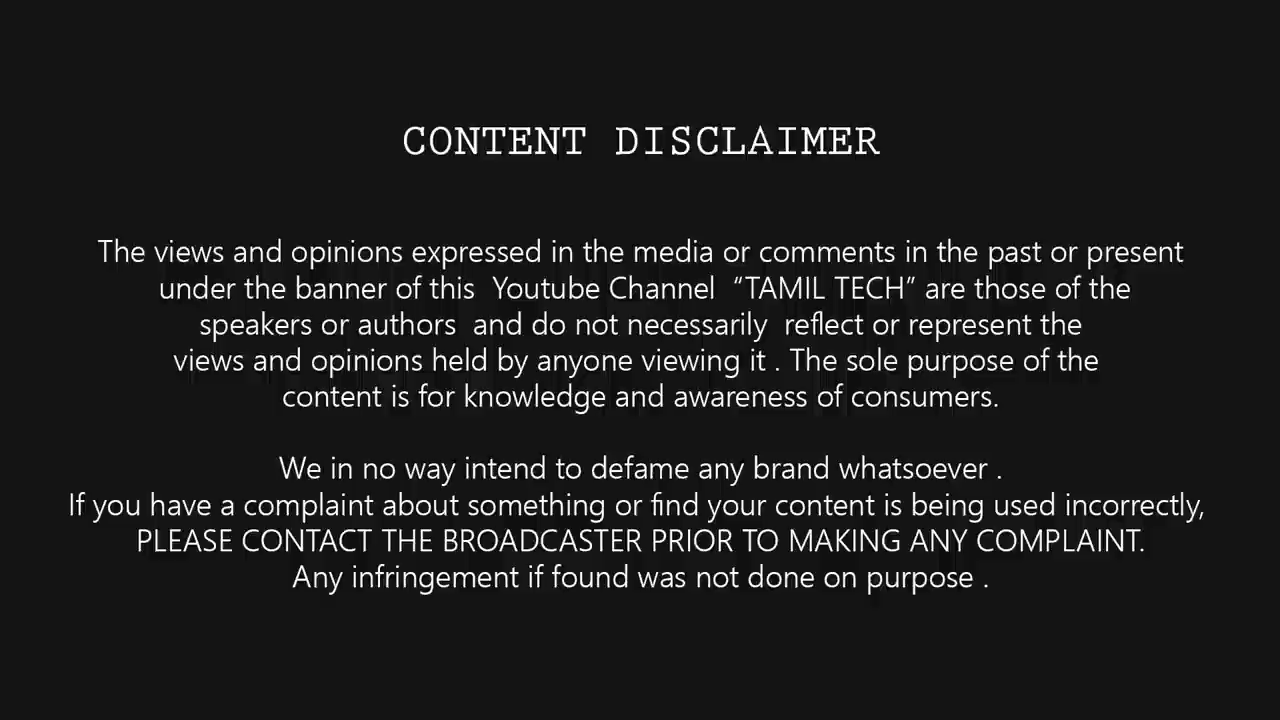 CONTENT DISCLAIMER
The views and opinions expressed in the media or comments in the past or present
under the banner of this  Youtube Channel  “TAMIL TECH” are those of the
speakers or authors  and do not necessarily  reflect or represent the
views and opinions held by anyone viewing it . The sole purpose of the
content is for knowledge and awareness of consumers.
We in no way intend to defame any brand whatsoever .
If you have a complaint about something or find your content is being used incorrectly,
PLEASE CONTACT THE BROADCASTER PRIOR TO MAKING ANY COMPLAINT.
Any infringement if found was not done on purpose .